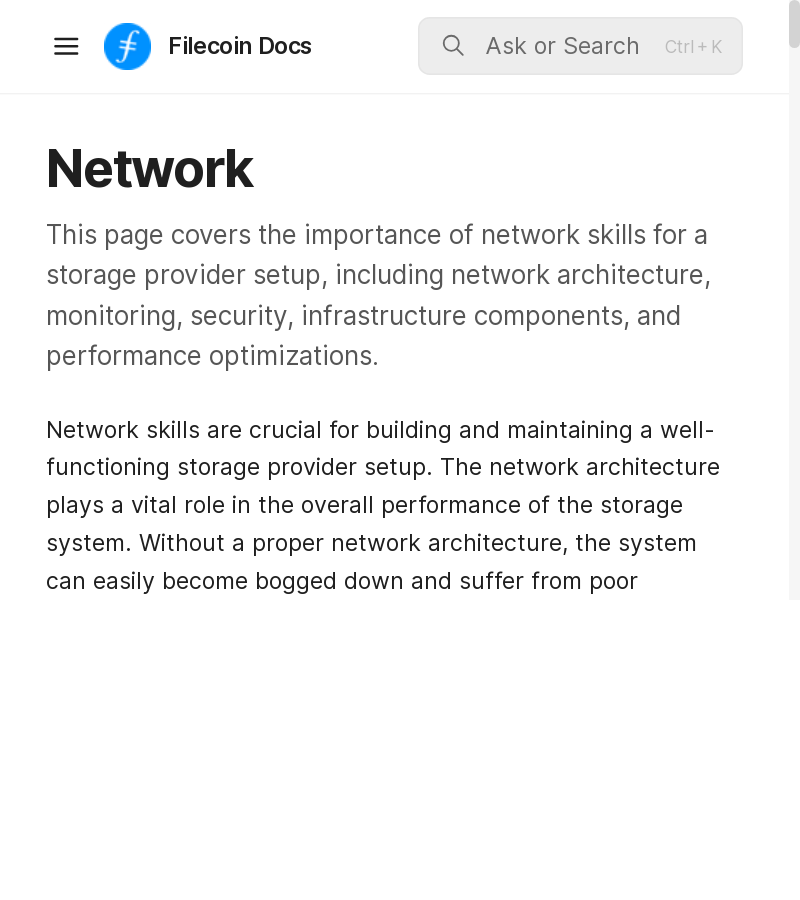 Filecoin Docs
Ask or Search
Ctrl + K
Network
This page covers the importance of network skills for a
storage provider setup, including network architecture,
monitoring, security, infrastructure components, and
performance optimizations.
Network skills are crucial for building and maintaining a well-
functioning storage provider setup. The network architecture
plays a vital role in the overall performance of the storage
system. Without a proper network architecture, the system
can easily become bogged down and suffer from poor